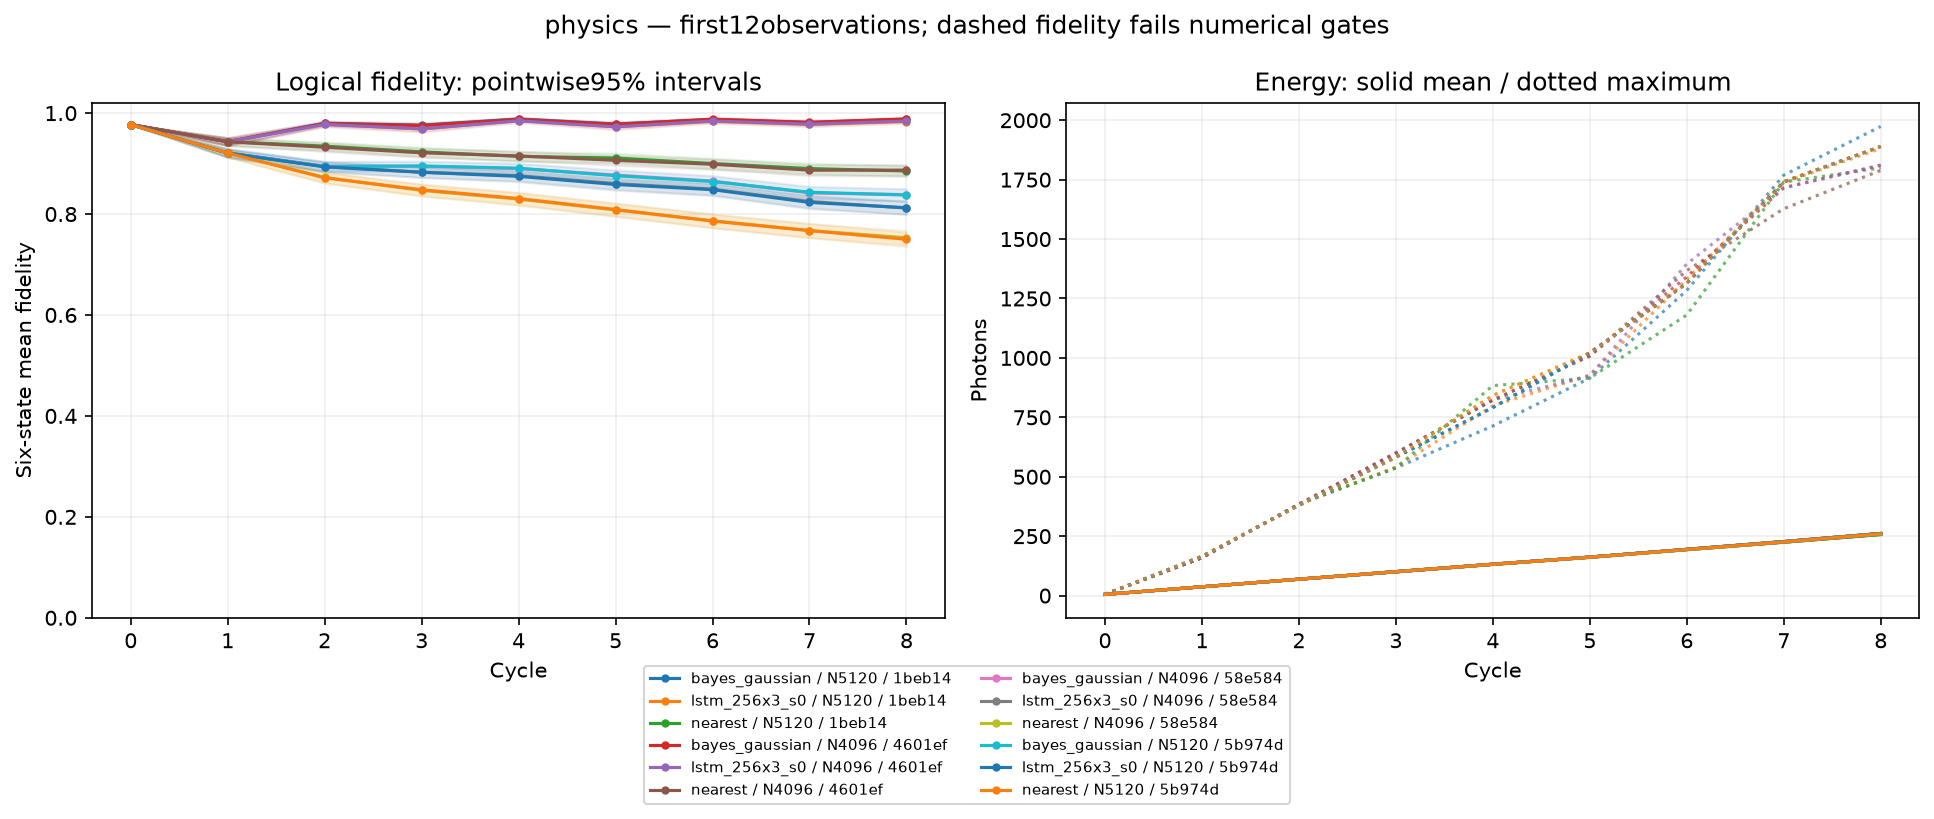 physics — first12observations; dashed fidelity fails numerical gates
Logical fidelity: pointwise95% intervals
Six-state mean fidelity
1.0
0.8
0.6
0.4
0.2
0.0
0 1 2 3 4 5 6 7 8
Cycle
Energy: solid mean / dotted maximum
Photons
2000
1750
1500
1250
1000
750
500
250
0
0 1 2 3 4 5 6 7 8
Cycle
bayes_gaussian / N5120 / 1beb14
lstm_256x3_s0 / N5120 / 1beb14
nearest / N5120 / 1beb14
bayes_gaussian / N4096 / 4601ef
lstm_256x3_s0 / N4096 / 4601ef
nearest / N4096 / 4601ef
bayes_gaussian / N4096 / 58e584
lstm_256x3_s0 / N4096 / 58e584
nearest / N4096 / 58e584
bayes_gaussian / N5120 / 5b974d
lstm_256x3_s0 / N5120 / 5b974d
nearest / N5120 / 5b974d